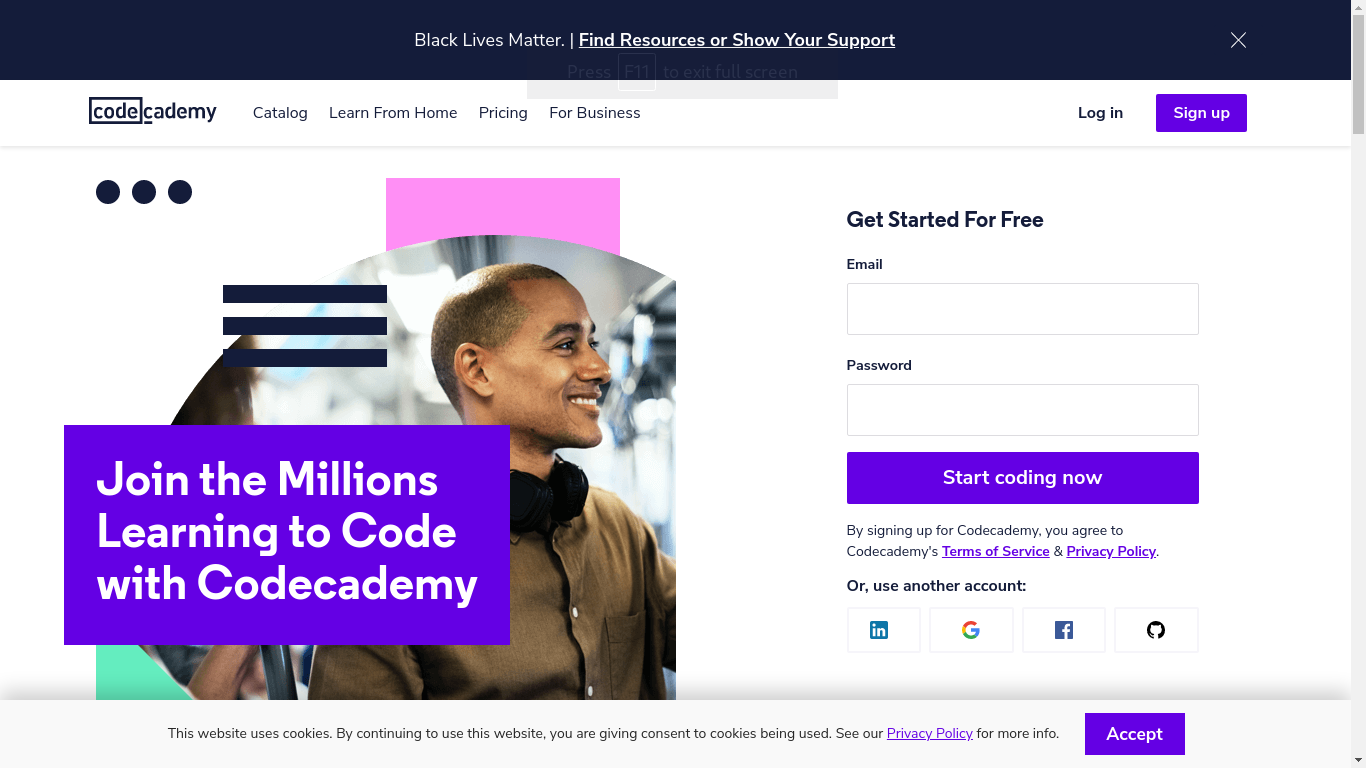 Black Lives Matter. | Find Resources or Show Your Support
Press F11 to exit full screen
codecademy
Catalog
Learn From Home
Pricing
For Business
Log in
Sign up
Get Started For Free
Email
Password
Start coding now
By signing up for Codecademy, you agree to
Codecademy's Terms of Service & Privacy Policy.
Or, use another account:
Join the Millions
Learning to Code
with Codecademy
This website uses cookies. By continuing to use this website, you are giving consent to cookies being used. See our Privacy Policy for more info.
Accept